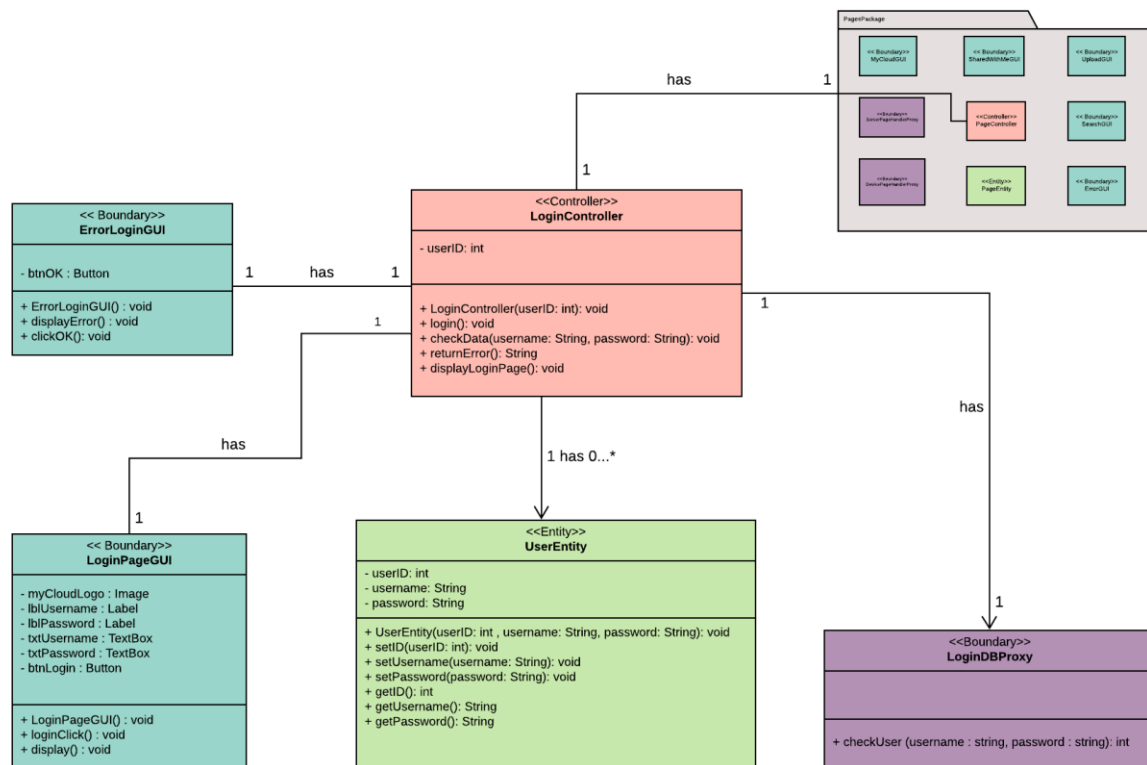 PagesPackage
<< Boundary>>
MyCloudGUI
<< Boundary>>
SharedWithMeGUI
<< Boundary>>
UploadGUI
has
1
<<Boundary>>
ServerPageHandlerProxy
<<Controller>>
PageController
<< Boundary>>
SearchGUI
<<Boundary>>
DevicePageHandlerProxy
<<Entity>>
PageEntity
<< Boundary>>
ErrorGUI
1
<< Boundary>>
ErrorLoginGUI
- btnOK : Button
+ ErrorLoginGUI() : void
+ displayError() : void
+ clickOK(): void
1
has
1
<<Controller>>
LoginController
- userID: int
+ LoginController(userID: int): void
+ login(): void
+ checkData(username: String, password: String): void
+ returnError(): String
+ displayLoginPage(): void
1
1
has
has
1 has 0...*
1
1
<< Boundary>>
LoginPageGUI
- myCloudLogo : Image
- lblUsername : Label
- lblPassword : Label
- txtUsername : TextBox
- txtPassword : TextBox
- btnLogin : Button
+ LoginPageGUI() : void
+ loginClick() : void
+ display() : void
<<Entity>>
UserEntity
- userID: int
- username: String
- password: String
+ UserEntity(userID: int , username: String, password: String): void
+ setID(userID: int): void
+ setUsername(username: String): void
+ setPassword(password: String): void
+ getID(): int
+ getUsername(): String
+ getPassword(): String
<<Boundary>>
LoginDBProxy
+ checkUser (username : string, password : string): int